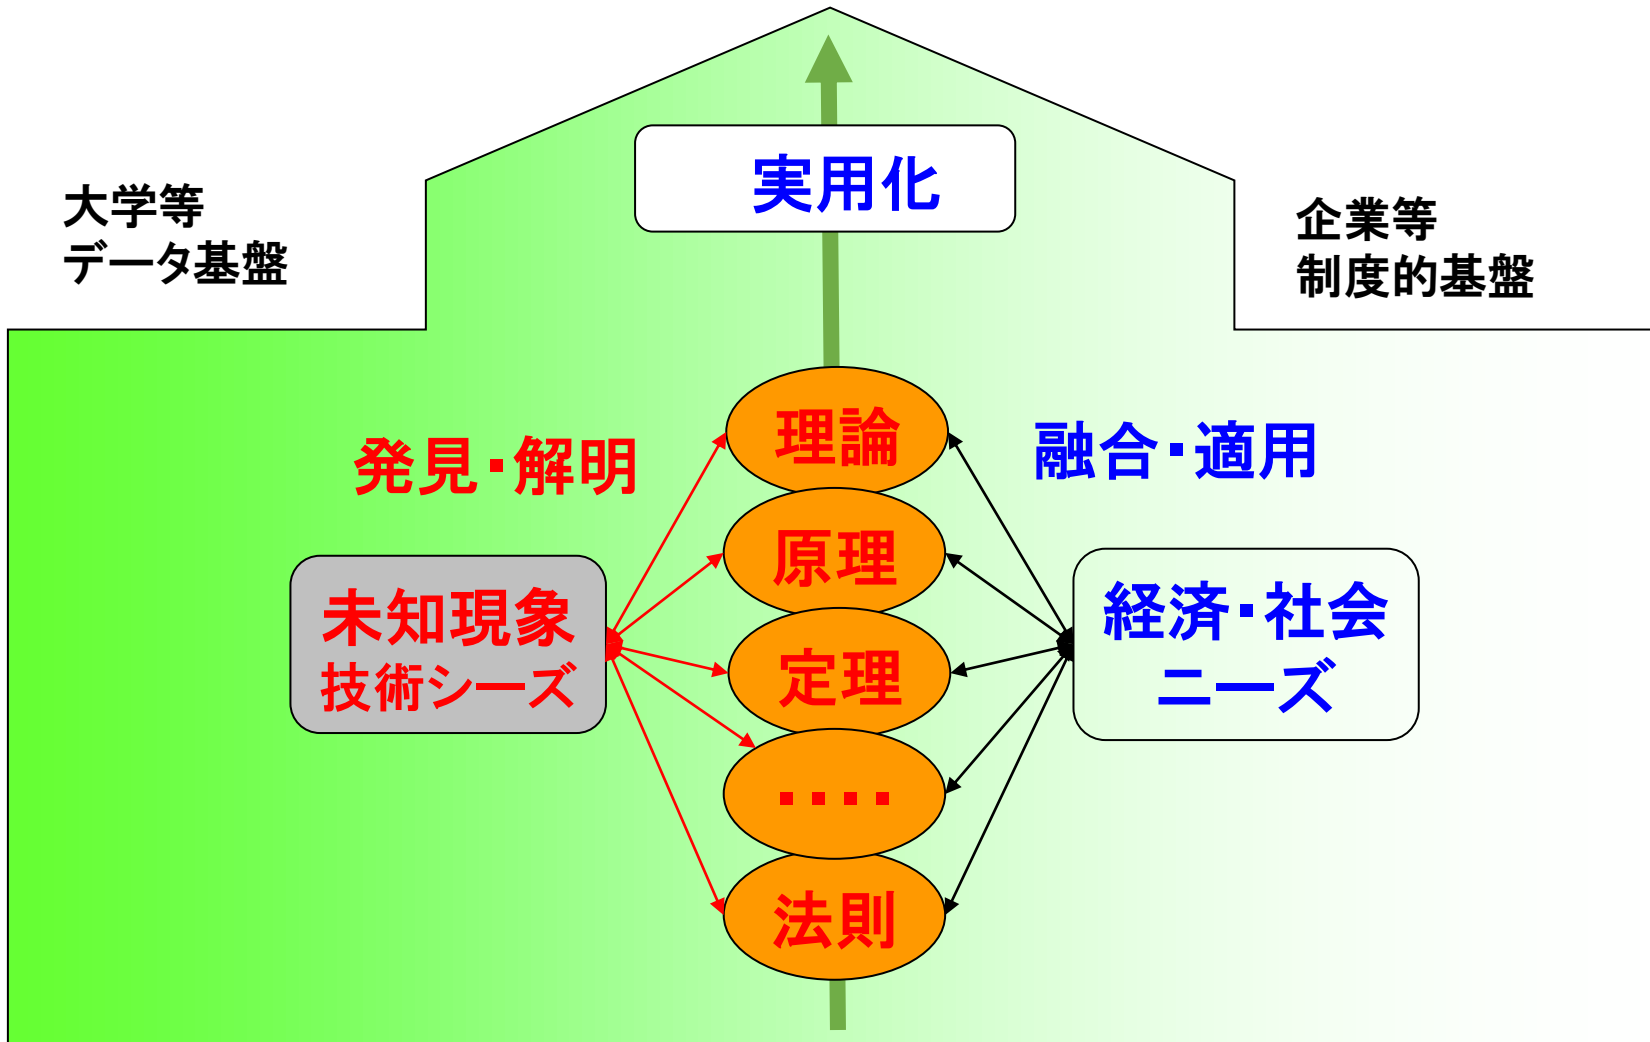 実用化
大学等
データ基盤
企業等
制度的基盤
発見・解明
融合・適用
理論
原理
定理
・・・・
法則
未知現象
技術シーズ
経済・社会
ニーズ